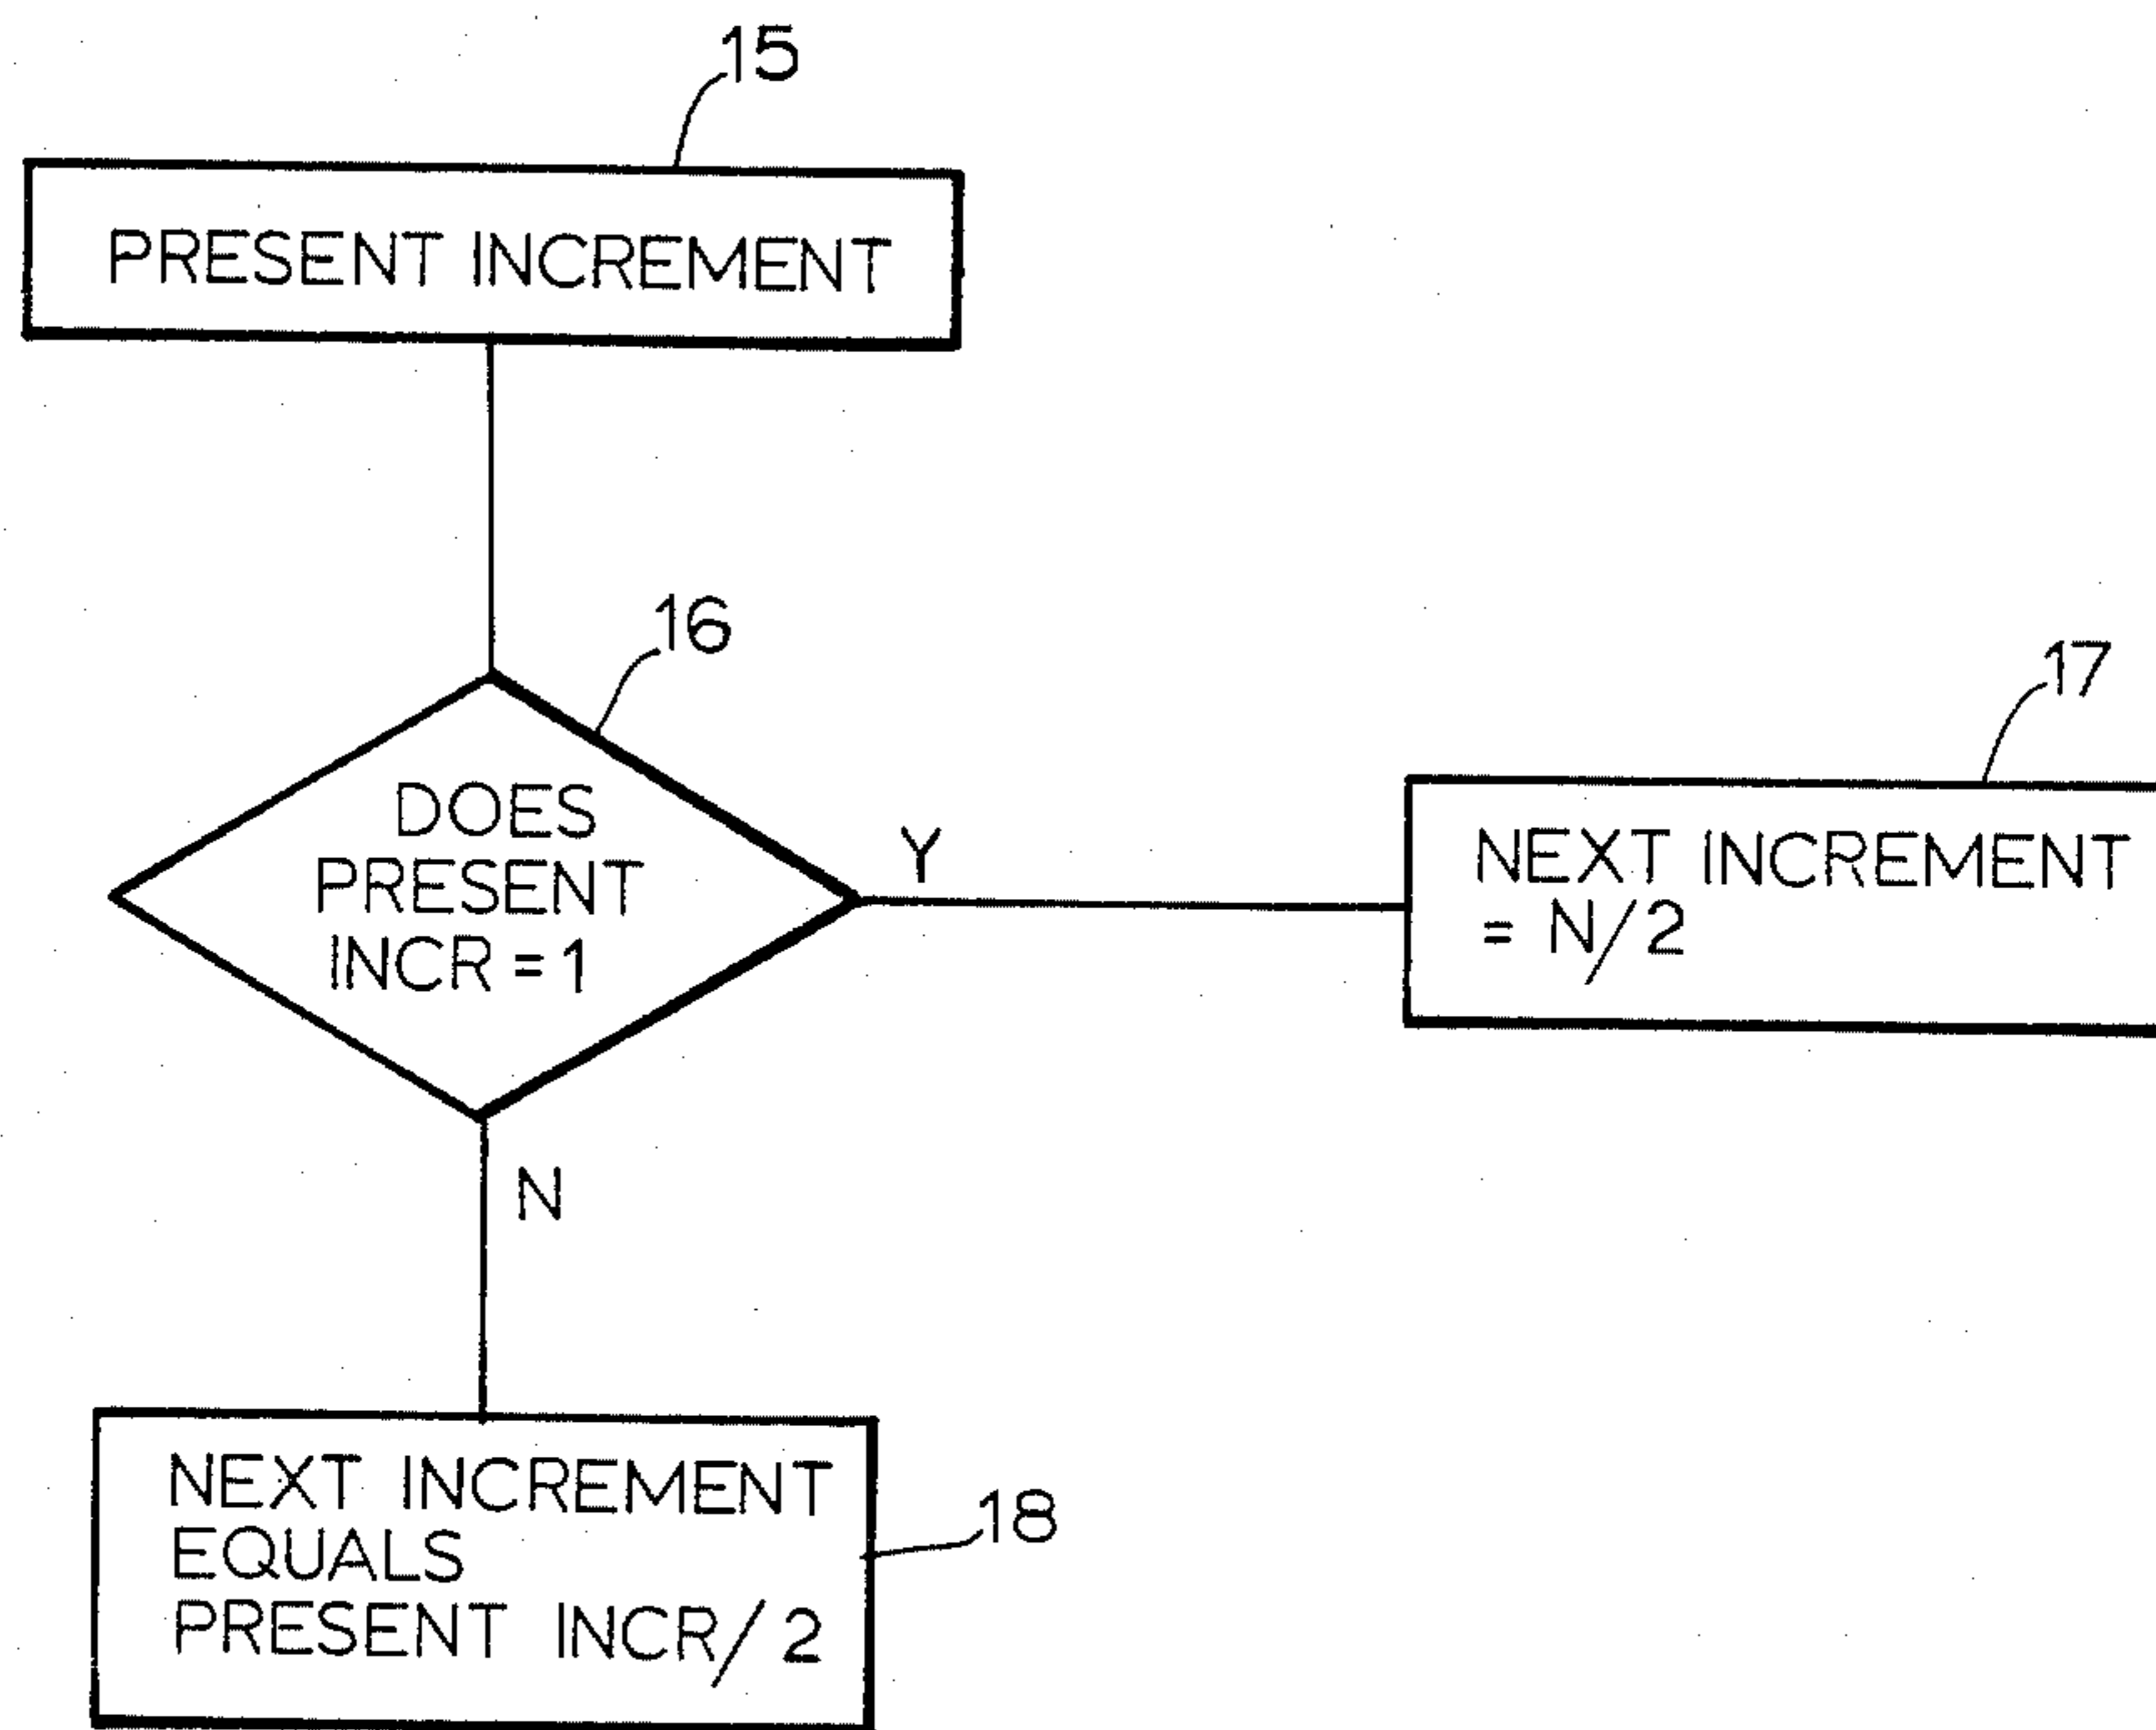 15
PRESENT INCREMENT
16
DOES
PRESENT
INCR = 1
Y
17
NEXT INCREMENT
= N/2
N
NEXT INCREMENT
EQUALS
PRESENT INCR/2
18